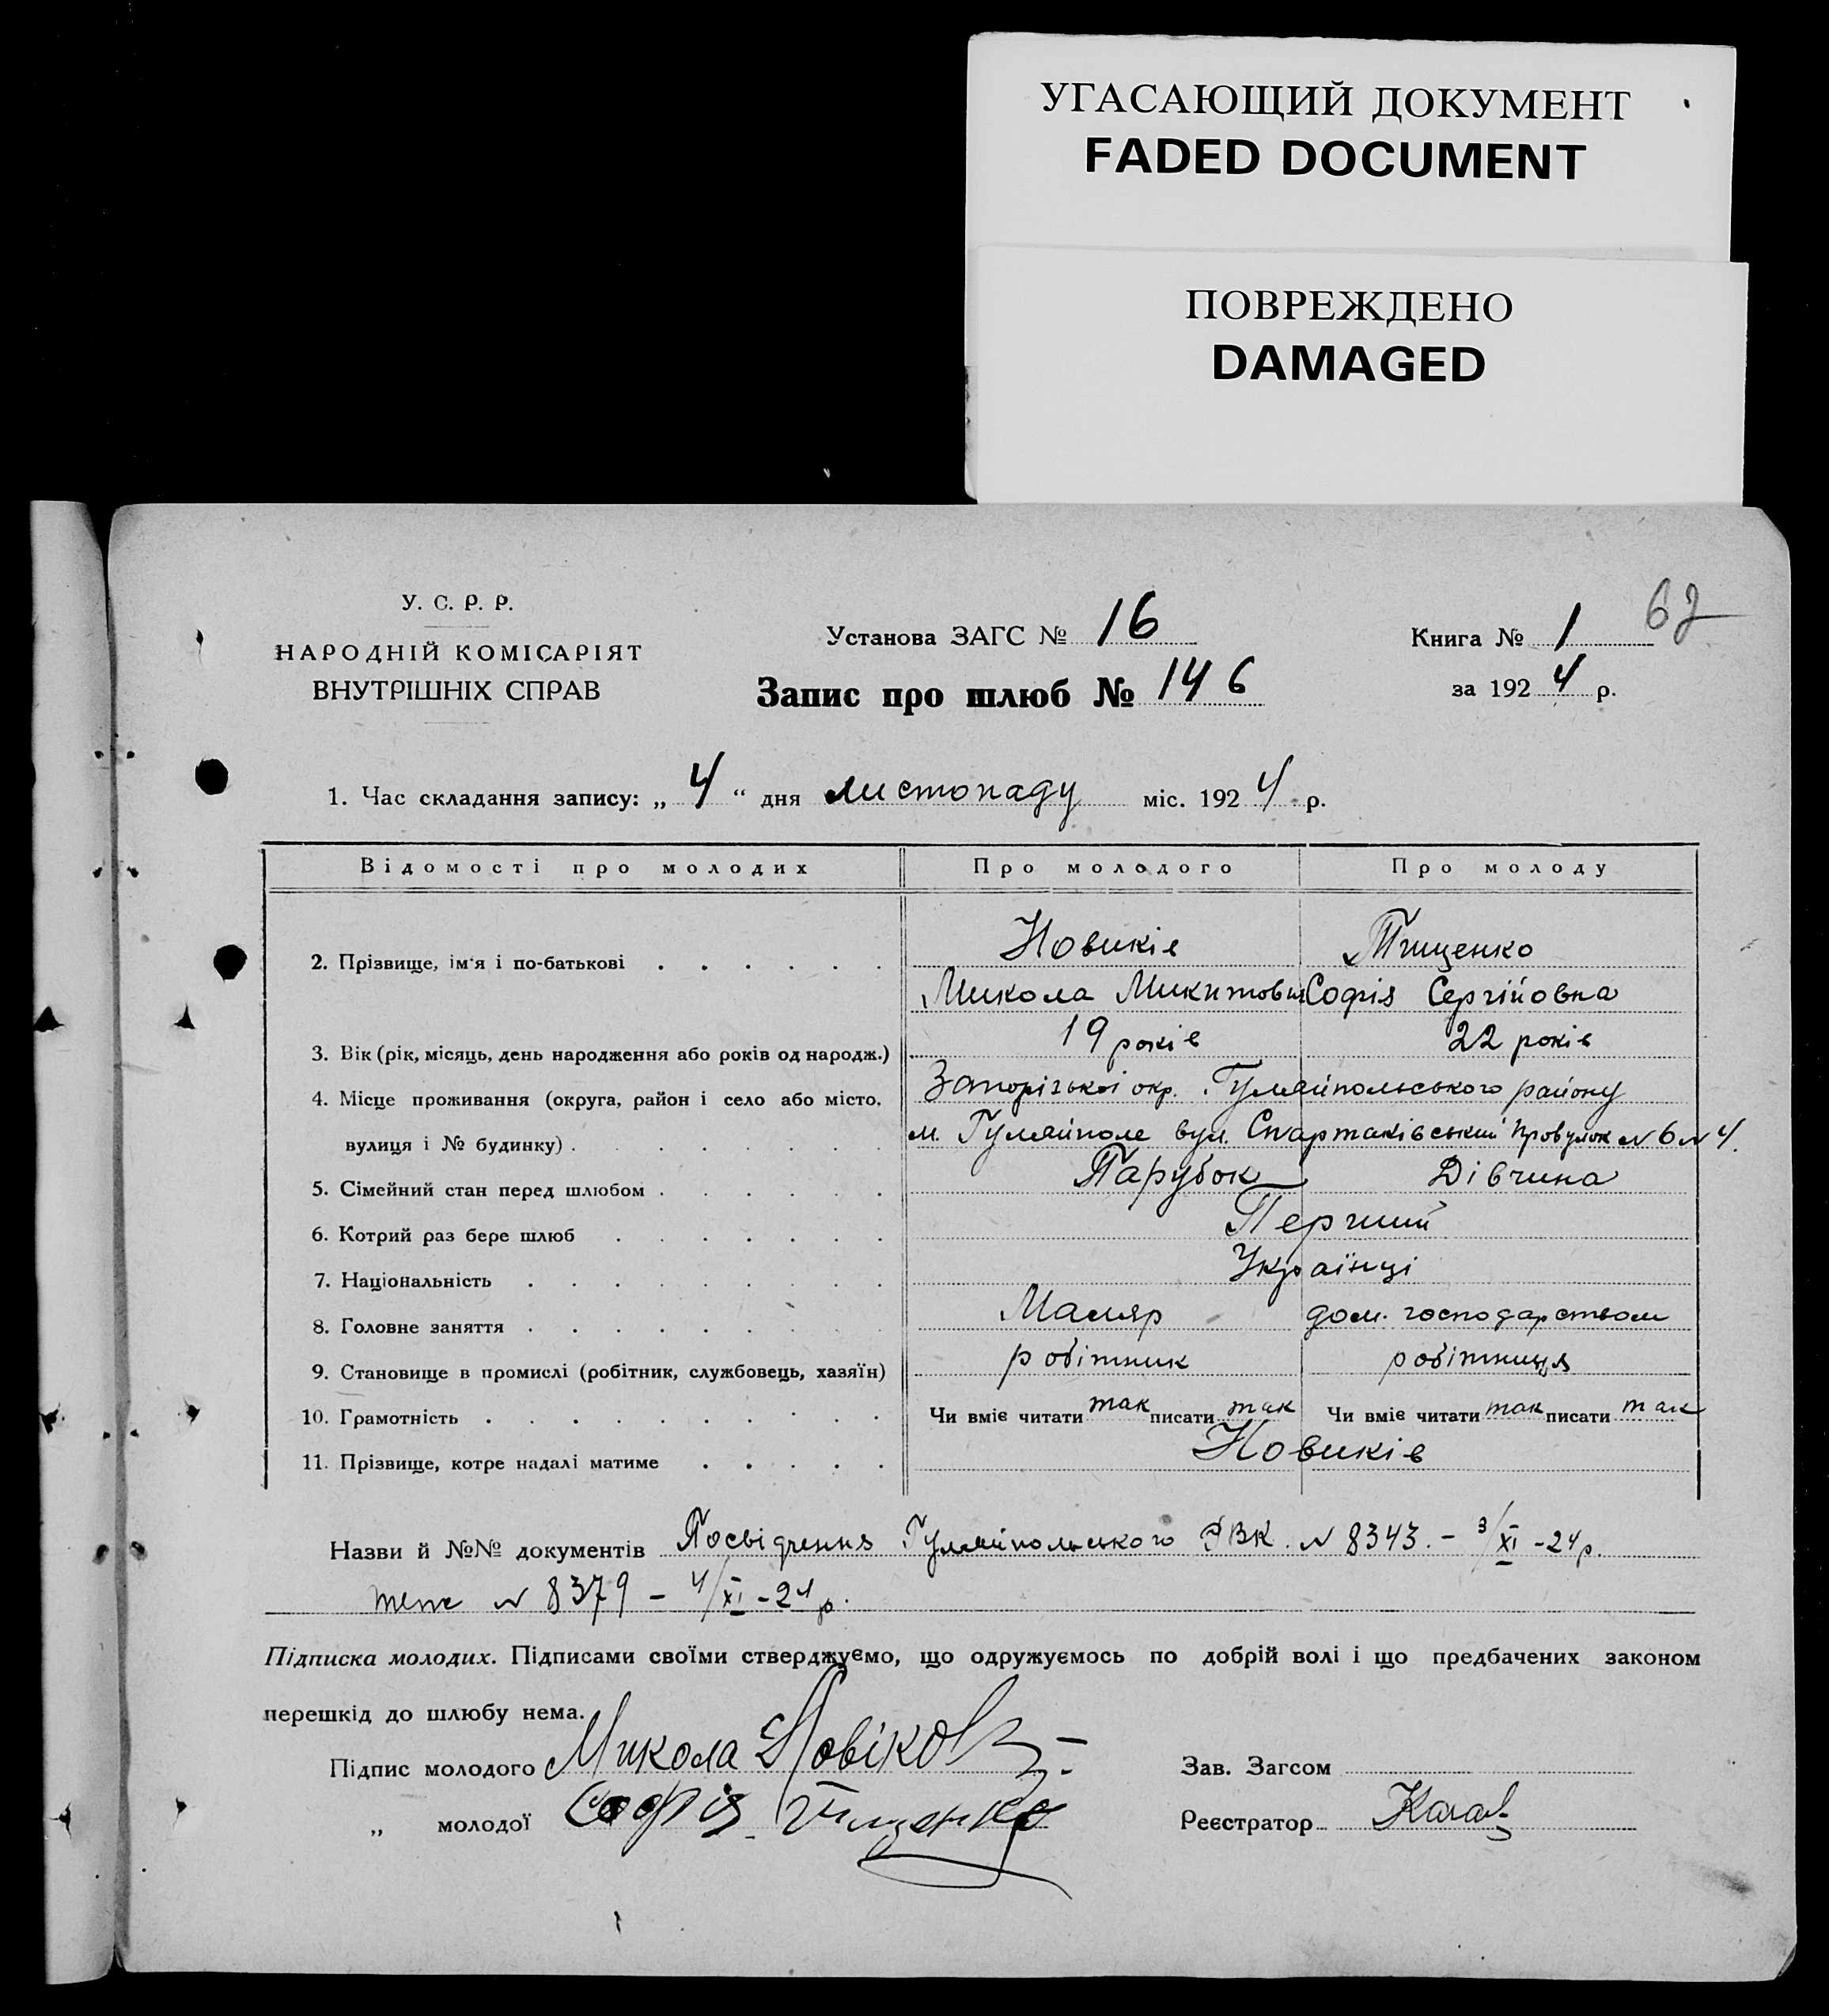 УГАСАЮЩИЙ ДОКУМЕНТ
FADED DOCUMENT
ПОВРЕЖДЕНО
DAMAGED
У. С. Р. Р.
НАРОДНІЙ КОМІСАРІЯТ
ВНУТРІШНІХ СПРАВ
Установа ЗАГС № 16
Запис про шлюб № 146
Книга № 1
62
за 1924 р.
1. Час складання запису: „ 4 “ дня листопаду міс. 1924 р.
Відомості про молодих Про молодого Про молоду
2. Прізвище, ім'я і по-батькові Новиків Тищенко
Микола Микитович Софія Сергійовна
3. Вік (рік, місяць, день народження або років од народж.) 19 років 22 років
4. Місце проживання (округа, район і село або місто, Запорізької окр. Гуляйпольського району
вулиця і № будинку) м. Гуляйполе вул. Спартаківський провулок № 6 № 4.
5. Сімейний стан перед шлюбом Парубок Дівчина
6. Котрий раз бере шлюб Перший
7. Національність Українці
8. Головне заняття Маляр дом. господарством
9. Становище в промислі (робітник, службовець, хазяїн) робітник робітниця
10. Грамотність Чи вміє читати так писати так Чи вміє читати так писати так
11. Прізвище, котре надалі матиме Новиків
Назви й №№ документів Посвідчення Гуляйпольського РВК. № 8343. – 3/XI – 24 р.
теж № 8379 – 4/XI – 24 р.
Підписка молодих. Підписами своїми стверджуємо, що одружуємось по добрій волі і що предбачених законом
перешкід до шлюбу нема.
Підпис молодого Микола Новіков
Зав. Загсом
„ молодої Софія Тищенко
Реєстратор